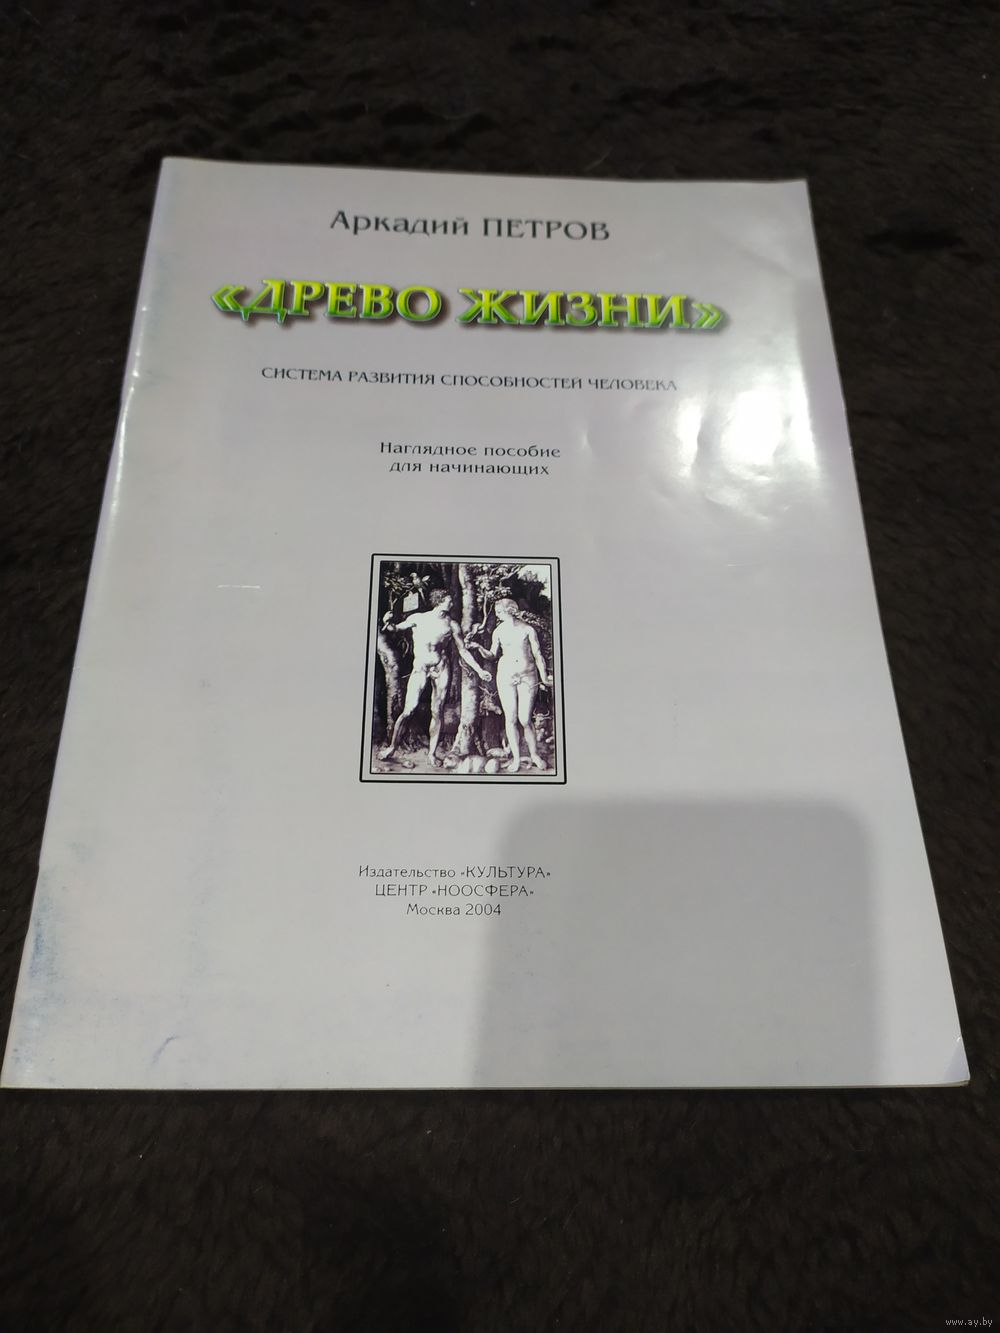 Аркадий ПЕТРОВ
«ДРЕВО ЖИЗНИ»
СИСТЕМА РАЗВИТИЯ СПОСОБНОСТЕЙ ЧЕЛОВЕКА
Наглядное пособие
для начинающих
Издательство «КУЛЬТУРА»
ЦЕНТР «НООСФЕРА»
Москва 2004
www.ay.by